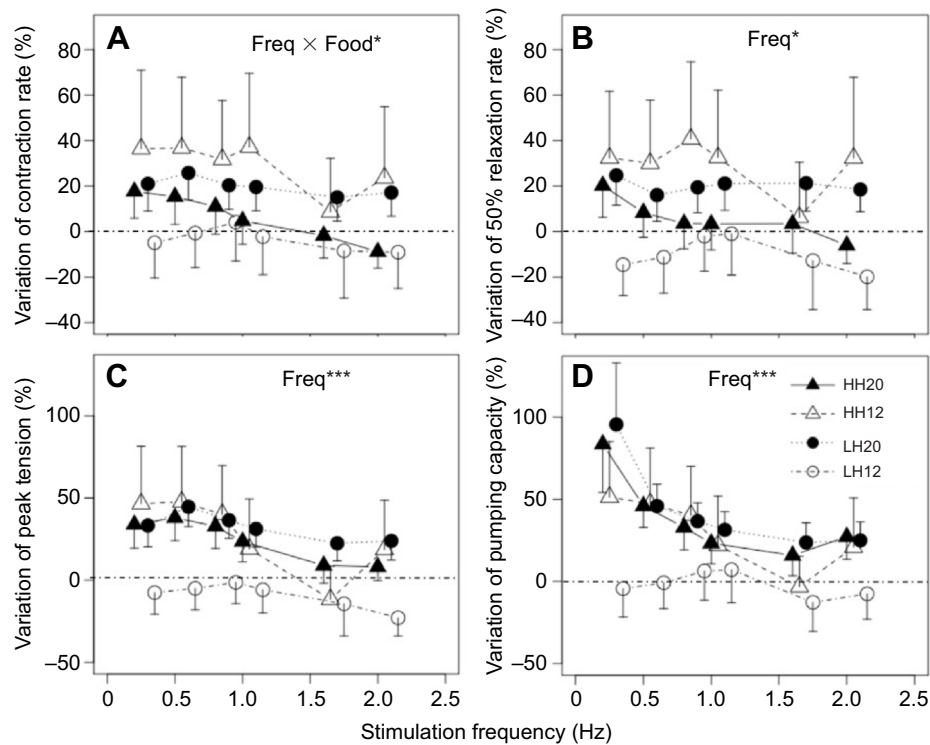 A
Freq × Food*
Variation of contraction rate (%)
80
60
40
20
0
–20
–40
B
Freq*
Variation of 50% relaxation rate (%)
80
60
40
20
0
–20
–40
C
Freq***
Variation of peak tension (%)
100
50
0
–50
0 0.5 1.0 1.5 2.0 2.5
D
Freq***
Variation of pumping capacity (%)
100
50
0
–50
HH20
HH12
LH20
LH12
0 0.5 1.0 1.5 2.0 2.5
Stimulation frequency (Hz)